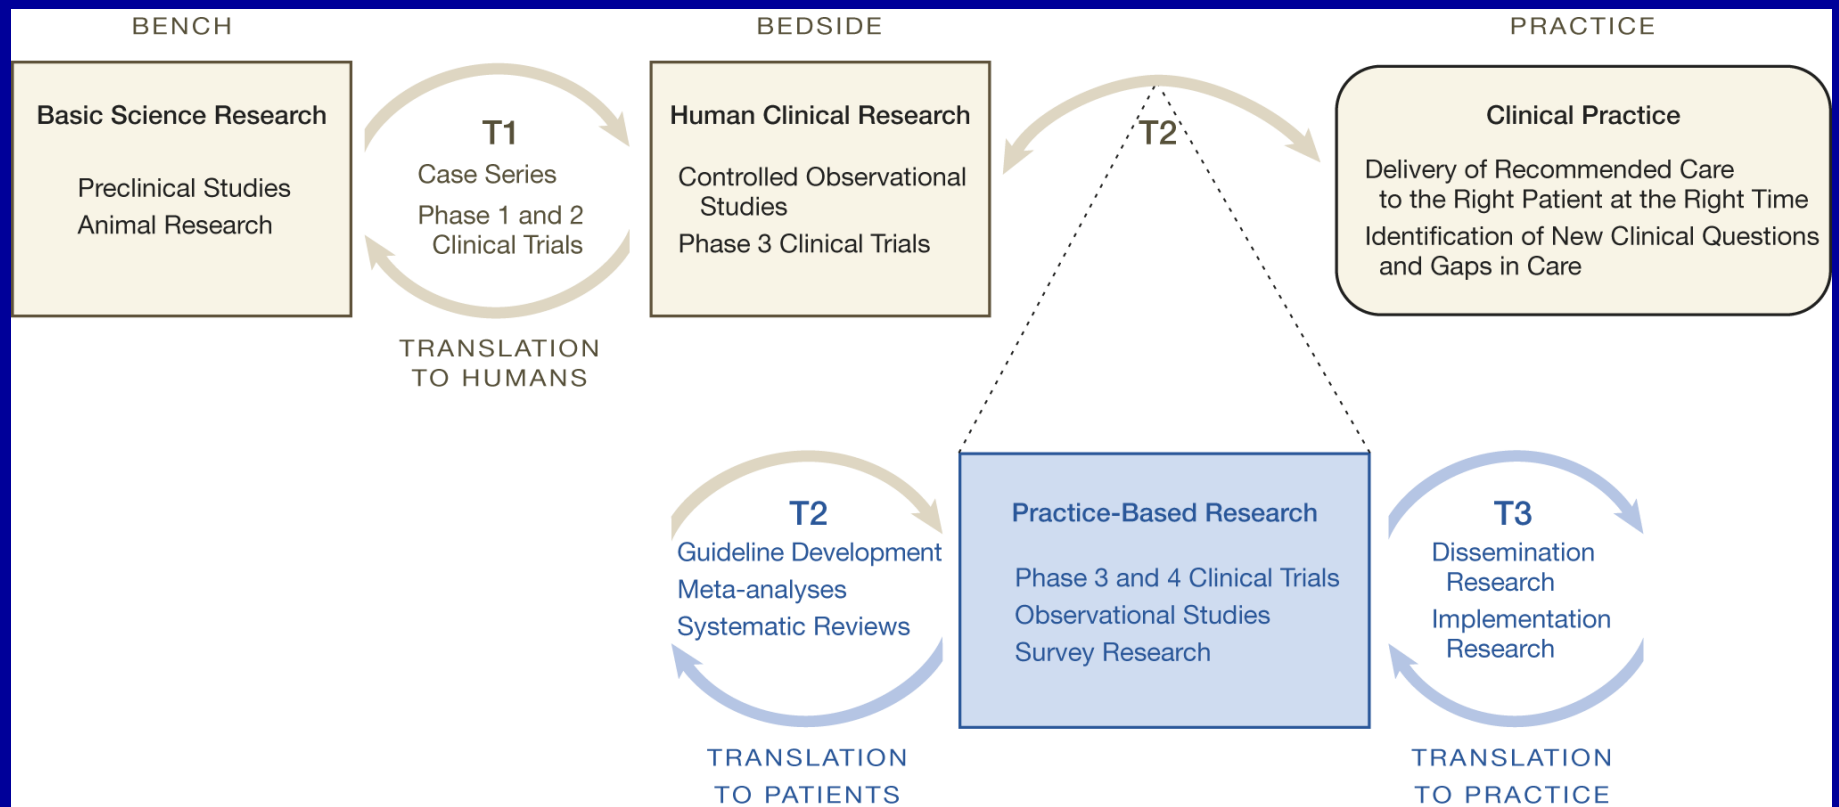 BENCH
BEDSIDE
PRACTICE
Basic Science Research
Preclinical Studies
Animal Research
T1
Case Series
Phase 1 and 2
Clinical Trials
TRANSLATION
TO HUMANS
Human Clinical Research
Controlled Observational
Studies
Phase 3 Clinical Trials
T2
Clinical Practice
Delivery of Recommended Care
to the Right Patient at the Right Time
Identification of New Clinical Questions
and Gaps in Care
T2
Guideline Development
Meta-analyses
Systematic Reviews
TRANSLATION
TO PATIENTS
Practice-Based Research
Phase 3 and 4 Clinical Trials
Observational Studies
Survey Research
T3
Dissemination
Research
Implementation
Research
TRANSLATION
TO PRACTICE